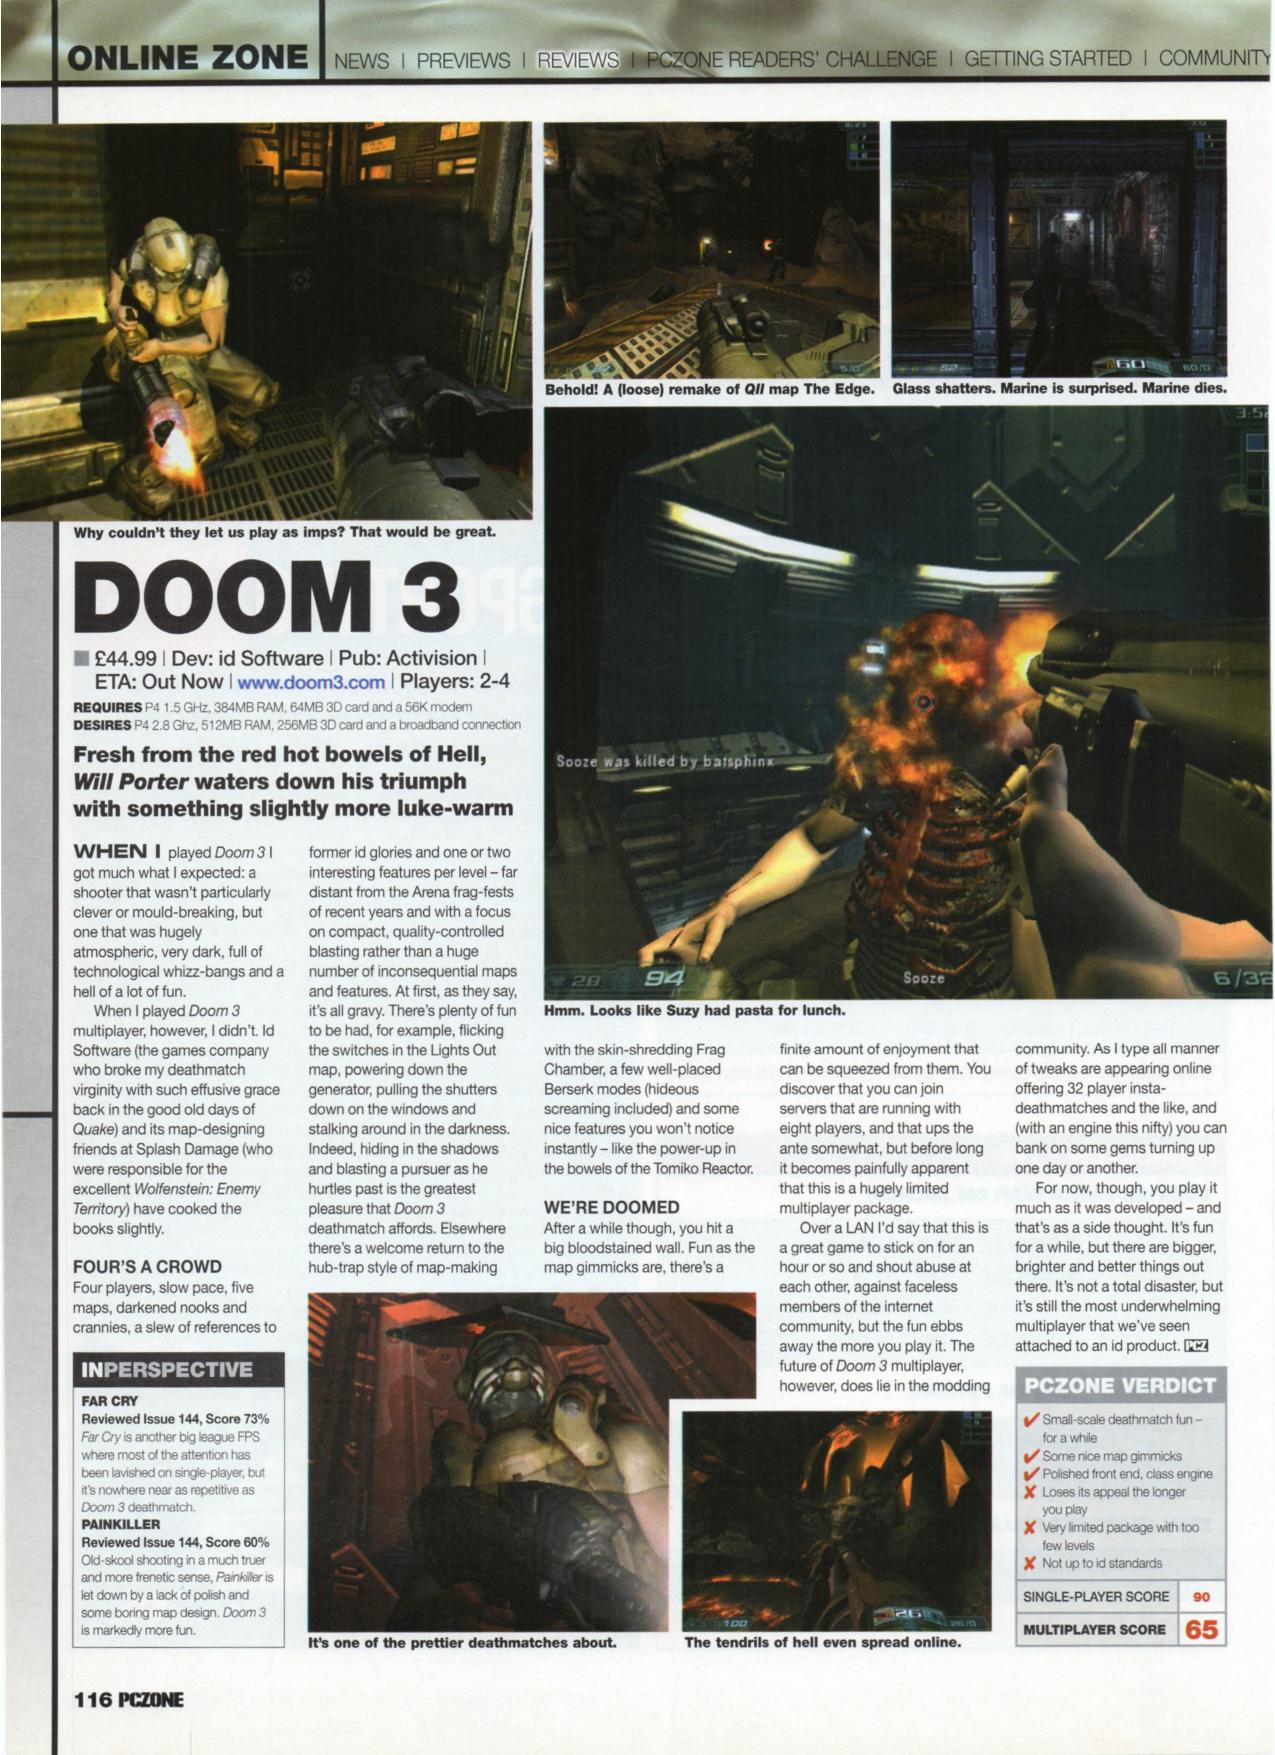 ONLINE ZONE
NEWS | PREVIEWS | REVIEWS | PCZONE READERS' CHALLENGE | GETTING STARTED | COMMUNITY
Behold! A (loose) remake of QII map The Edge.
52
60
60/0
Glass shatters. Marine is surprised. Marine dies.
Why couldn't they let us play as imps? That would be great.
3:52
Sooze was killed by batsphinx
28
94
Sooze
6/32
Hmm. Looks like Suzy had pasta for lunch.
DOOM 3
£44.99 | Dev: id Software | Pub: Activision |
ETA: Out Now | www.doom3.com | Players: 2-4
REQUIRES P4 1.5 GHz, 384MB RAM, 64MB 3D card and a 56K modem
DESIRES P4 2.8 Ghz, 512MB RAM, 256MB 3D card and a broadband connection
Fresh from the red hot bowels of Hell,
Will Porter waters down his triumph
with something slightly more luke-warm
WHEN I played Doom 3 I
got much what I expected: a
shooter that wasn't particularly
clever or mould-breaking, but
one that was hugely
atmospheric, very dark, full of
technological whizz-bangs and a
hell of a lot of fun.
When I played Doom 3
multiplayer, however, I didn't. Id
Software (the games company
who broke my deathmatch
virginity with such effusive grace
back in the good old days of
Quake) and its map-designing
friends at Splash Damage (who
were responsible for the
excellent Wolfenstein: Enemy
Territory) have cooked the
books slightly.
FOUR'S A CROWD
Four players, slow pace, five
maps, darkened nooks and
crannies, a slew of references to
former id glories and one or two
interesting features per level – far
distant from the Arena frag-fests
of recent years and with a focus
on compact, quality-controlled
blasting rather than a huge
number of inconsequential maps
and features. At first, as they say,
it's all gravy. There's plenty of fun
to be had, for example, flicking
the switches in the Lights Out
map, powering down the
generator, pulling the shutters
down on the windows and
stalking around in the darkness.
Indeed, hiding in the shadows
and blasting a pursuer as he
hurtles past is the greatest
pleasure that Doom 3
deathmatch affords. Elsewhere
there's a welcome return to the
hub-trap style of map-making
with the skin-shredding Frag
Chamber, a few well-placed
Berserk modes (hideous
screaming included) and some
nice features you won't notice
instantly – like the power-up in
the bowels of the Tomiko Reactor.
WE'RE DOOMED
After a while though, you hit a
big bloodstained wall. Fun as the
map gimmicks are, there's a
finite amount of enjoyment that
can be squeezed from them. You
discover that you can join
servers that are running with
eight players, and that ups the
ante somewhat, but before long
it becomes painfully apparent
that this is a hugely limited
multiplayer package.
Over a LAN I'd say that this is
a great game to stick on for an
hour or so and shout abuse at
each other, against faceless
members of the internet
community, but the fun ebbs
away the more you play it. The
future of Doom 3 multiplayer,
however, does lie in the modding
community. As I type all manner
of tweaks are appearing online
offering 32 player insta-
deathmatches and the like, and
(with an engine this nifty) you can
bank on some gems turning up
one day or another.
For now, though, you play it
much as it was developed – and
that's as a side thought. It's fun
for a while, but there are bigger,
brighter and better things out
there. It's not a total disaster, but
it's still the most underwhelming
multiplayer that we've seen
attached to an id product. PCZ
INPERSPECTIVE
FAR CRY
Reviewed Issue 144, Score 73%
Far Cry is another big league FPS
where most of the attention has
been lavished on single-player, but
it's nowhere near as repetitive as
Doom 3 deathmatch.
PAINKILLER
Reviewed Issue 144, Score 60%
Old-skool shooting in a much truer
and more frenetic sense, Painkiller is
let down by a lack of polish and
some boring map design. Doom 3
is markedly more fun.
It's one of the prettier deathmatches about.
100
26
26/0
The tendrils of hell even spread online.
PCZONE VERDICT
✔ Small-scale deathmatch fun –
for a while
✔ Some nice map gimmicks
✔ Polished front end, class engine
✘ Loses its appeal the longer
you play
✘ Very limited package with too
few levels
✘ Not up to id standards
SINGLE-PLAYER SCORE 90
MULTIPLAYER SCORE 65
116 PCZONE